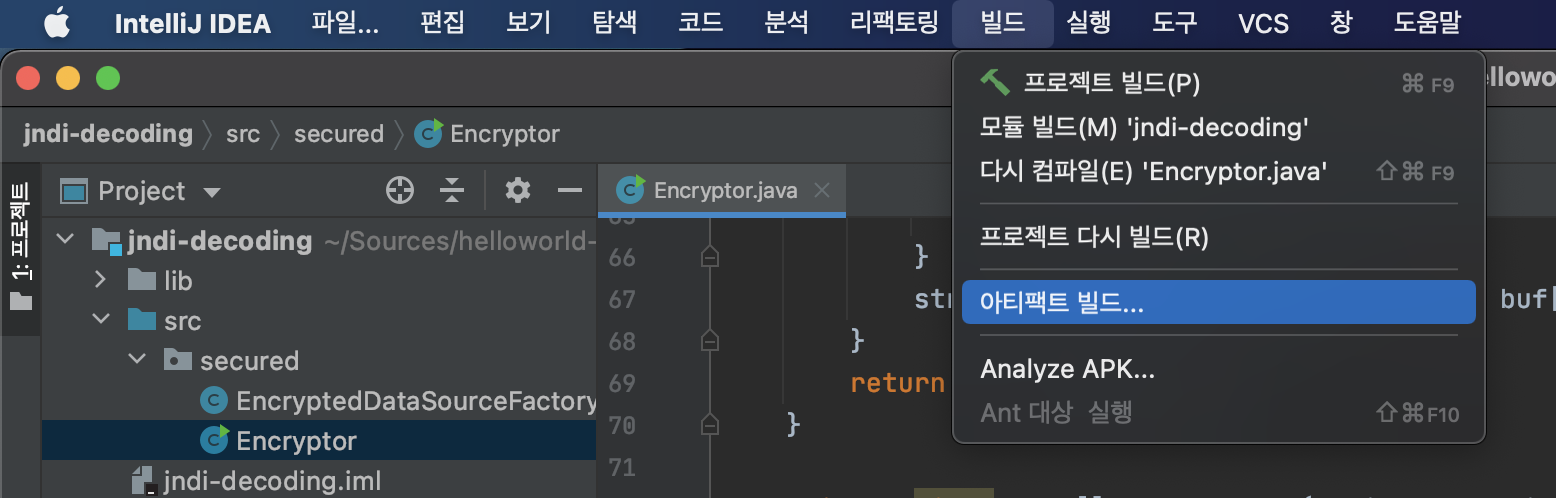 IntelliJ IDEA 파일... 편집 보기 탐색 코드 분석 리팩토링 빌드 실행 도구 VCS 창 도움말
프로젝트 빌드(P) ⌘ F9
모듈 빌드(M) 'jndi-decoding'
다시 컴파일(E) 'Encryptor.java' ⇧⌘ F9
프로젝트 다시 빌드(R)
아티팩트 빌드...
Analyze APK...
Ant 대상 실행 ⇧⌘F10
ellowo
jndi-decoding 〉 src 〉 secured 〉 Encryptor
1: 프로젝트
Project
jndi-decoding ~/Sources/helloworld-
lib
src
secured
EncryptedDataSourceFactory
Encryptor
jndi-decoding.iml
Encryptor.java
66 }
67 str buf[
68 }
69 return
70 }
71